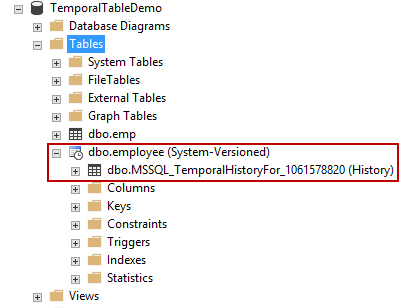 TemporalTableDemo
Database Diagrams
Tables
System Tables
FileTables
External Tables
Graph Tables
dbo.emp
dbo.employee (System-Versioned)
dbo.MSSQL_TemporalHistoryFor_1061578820 (History)
Columns
Keys
Constraints
Triggers
Indexes
Statistics
Views